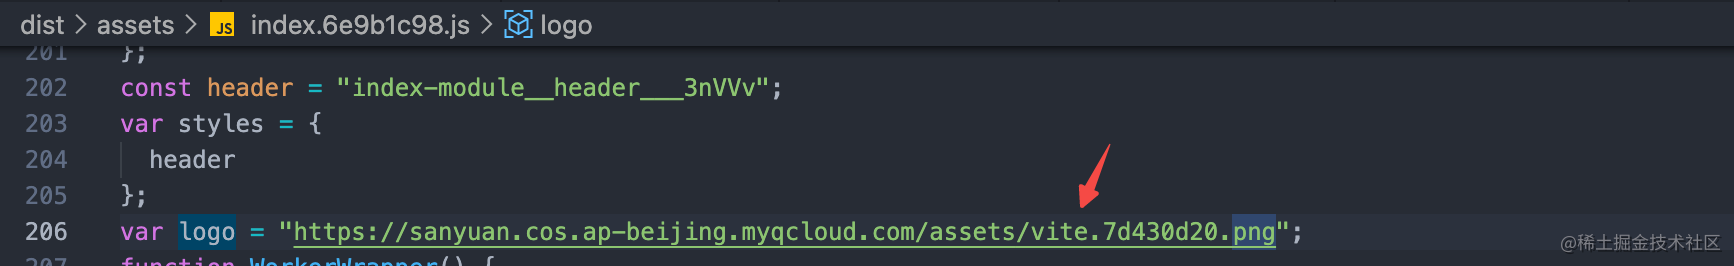 dist > assets > JS index.6e9b1c98.js > logo
201 };
202 const header = "index-module__header___3nVVv";
203 var styles = {
204 header
205 };
206 var logo = "https://sanyuan.cos.ap-beijing.myqcloud.com/assets/vite.7d430d20.png";
@稀土掘金技术社区
207 function WorkerWrapper() {